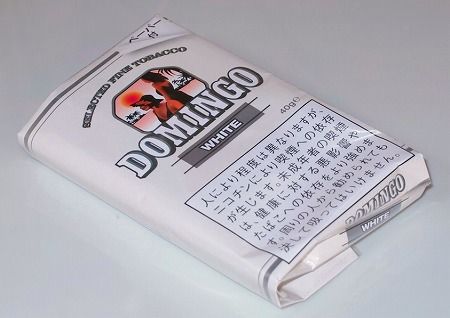 ペーパー付
SELECTED FINE TOBACCO
DOMINGO
WHITE
40g℮
人により程度は異なりますが、
ニコチンにより喫煙への依存
が生じます。未成年者の喫煙
は、健康に対する悪影響や
たばこへの依存をより強めま
す。周りの人から勧められても
決して吸ってはいけません。
DOMINGO
WHITE